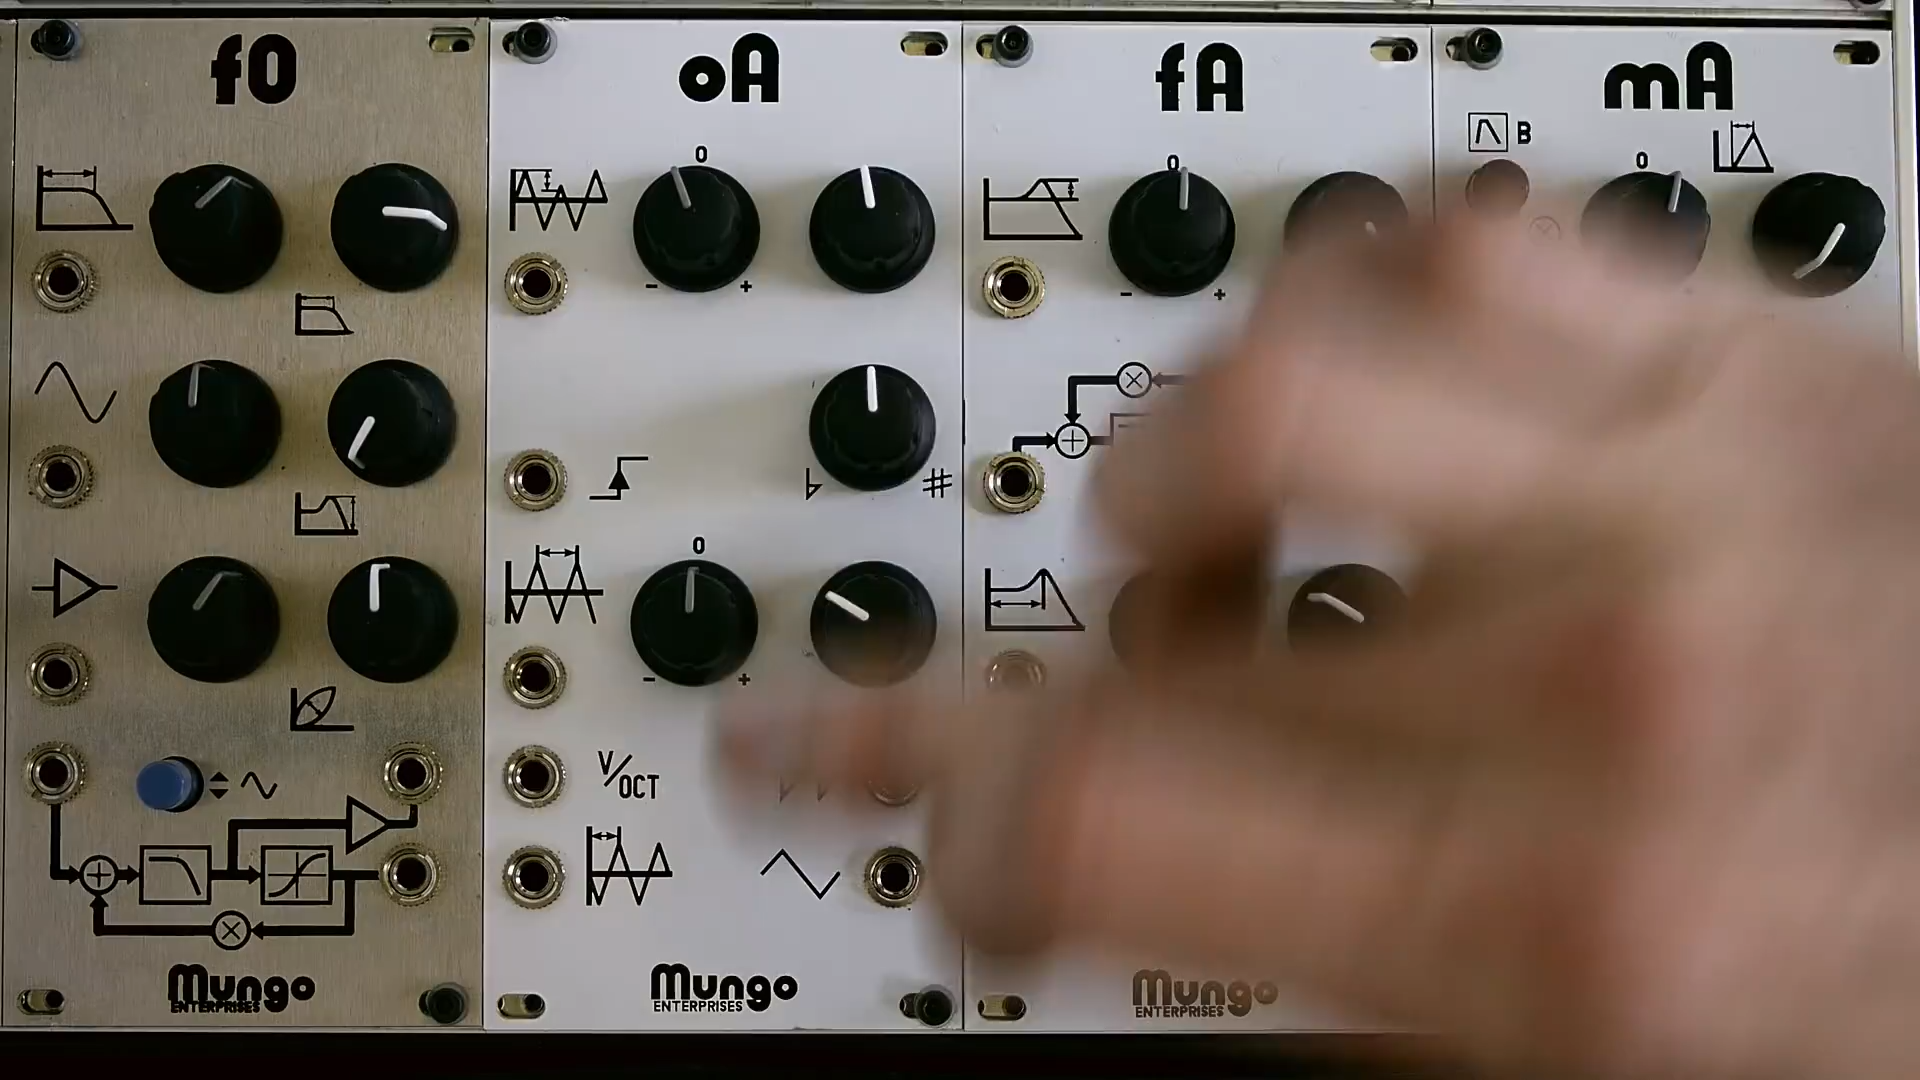 f0
oA
fA
mA
B
0
0
0
- +
- +
♭ ♯
0
- +
V/OCT
Mungo
ENTERPRISES
Mungo
ENTERPRISES
Mungo
ENTERPRISES